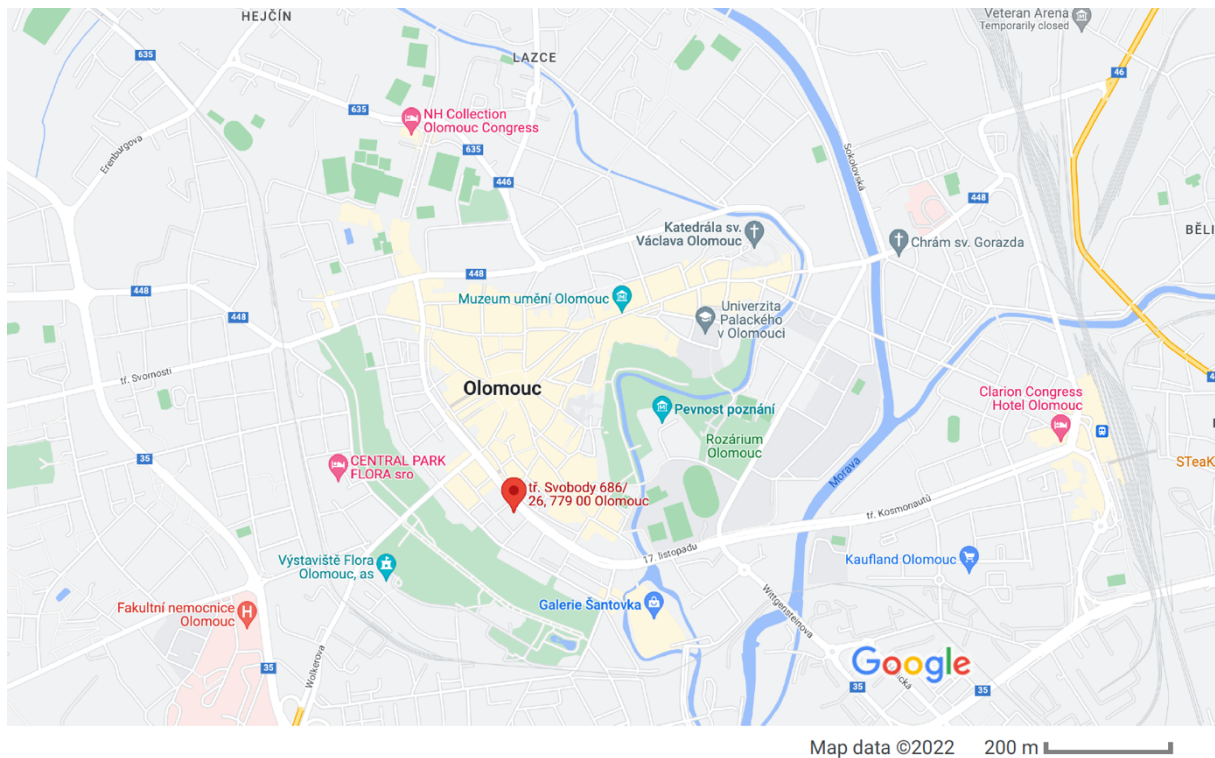 HEJČÍN
Veteran Arena
Temporarily closed
635
LAZCE
46
NH Collection
Olomouc Congress
635
Erenburgova
635
Sokolovská
446
448
Katedrála sv.
Václava Olomouc
Chrám sv. Gorazda
BĚLI
448
448
Muzeum umění Olomouc
Univerzita
Palackého
v Olomouci
448
tř. Svornosti
Olomouc
Clarion Congress
Hotel Olomouc
Pevnost poznání
Rozárium
Olomouc
35
CENTRAL PARK
FLORA sro
STeaK
Morava
tř. Svobody 686/
26, 779 00 Olomouc
tř. Kosmonautů
17. listopadu
Výstaviště Flora
Olomouc, as
Kaufland Olomouc
Galerie Šantovka
Wittgensteinova
Fakultní nemocnice
Olomouc
Wolkerova
35
Google
35
35
Map data ©2022 200 m